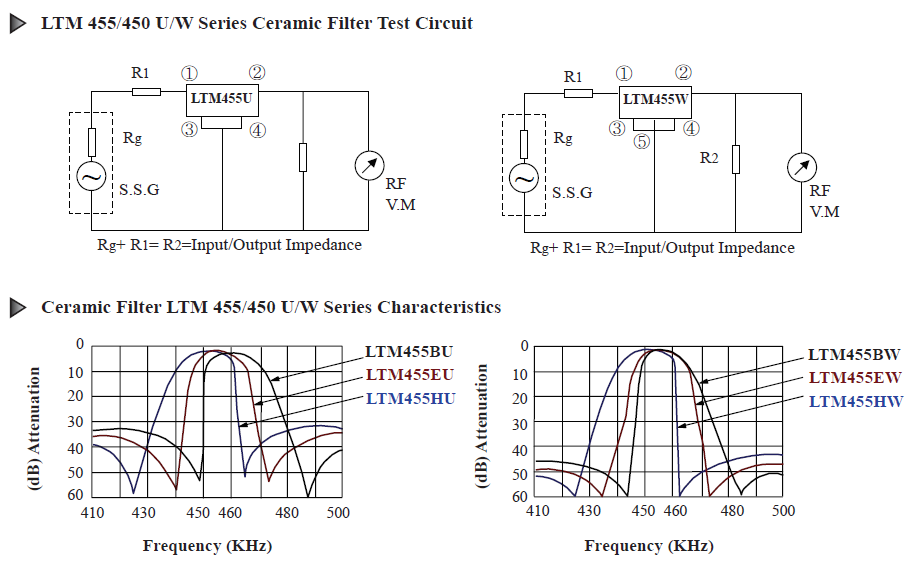 LTM 455/450 U/W Series Ceramic Filter Test Circuit
R1 ① ②
LTM455U
③ ④
Rg
S.S.G
RF
V.M
Rg+ R1= R2=Input/Output Impedance
R1 ① ②
LTM455W
③ ⑤ ④
Rg
R2
S.S.G
RF
V.M
Rg+ R1= R2=Input/Output Impedance
Ceramic Filter LTM 455/450 U/W Series Characteristics
(dB) Attenuation
0
10
20
30
40
50
60
410 430 450 460 480 500
Frequency (KHz)
LTM455BU
LTM455EU
LTM455HU
(dB) Attenuation
0
10
20
30
40
50
60
410 430 450 460 480 500
Frequency (KHz)
LTM455BW
LTM455EW
LTM455HW